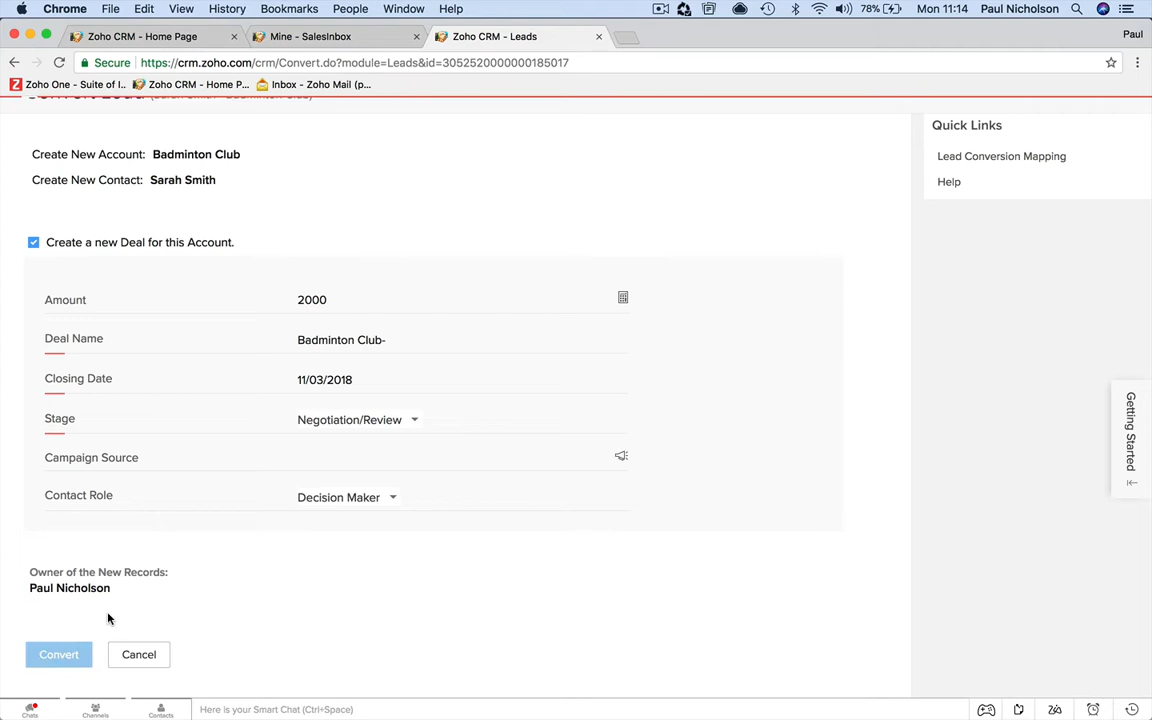 Chrome File Edit View History Bookmarks People Window Help 78% Mon 11:14 Paul Nicholson
Zoho CRM - Home Page Mine - SalesInbox Zoho CRM - Leads Paul
Secure https://crm.zoho.com/crm/Convert.do?module=Leads&id=3052520000000185017
Zoho One - Suite of I.. Zoho CRM - Home P... Inbox - Zoho Mail (p...
Quick Links
Lead Conversion Mapping
Help
Create New Account: Badminton Club
Create New Contact: Sarah Smith
Create a new Deal for this Account.
Amount 2000
Deal Name Badminton Club-
Closing Date 11/03/2018
Stage Negotiation/Review
Campaign Source
Contact Role Decision Maker
Getting Started
Owner of the New Records:
Paul Nicholson
Convert Cancel
Chats Channels Contacts Here is your Smart Chat (Ctrl+Space)